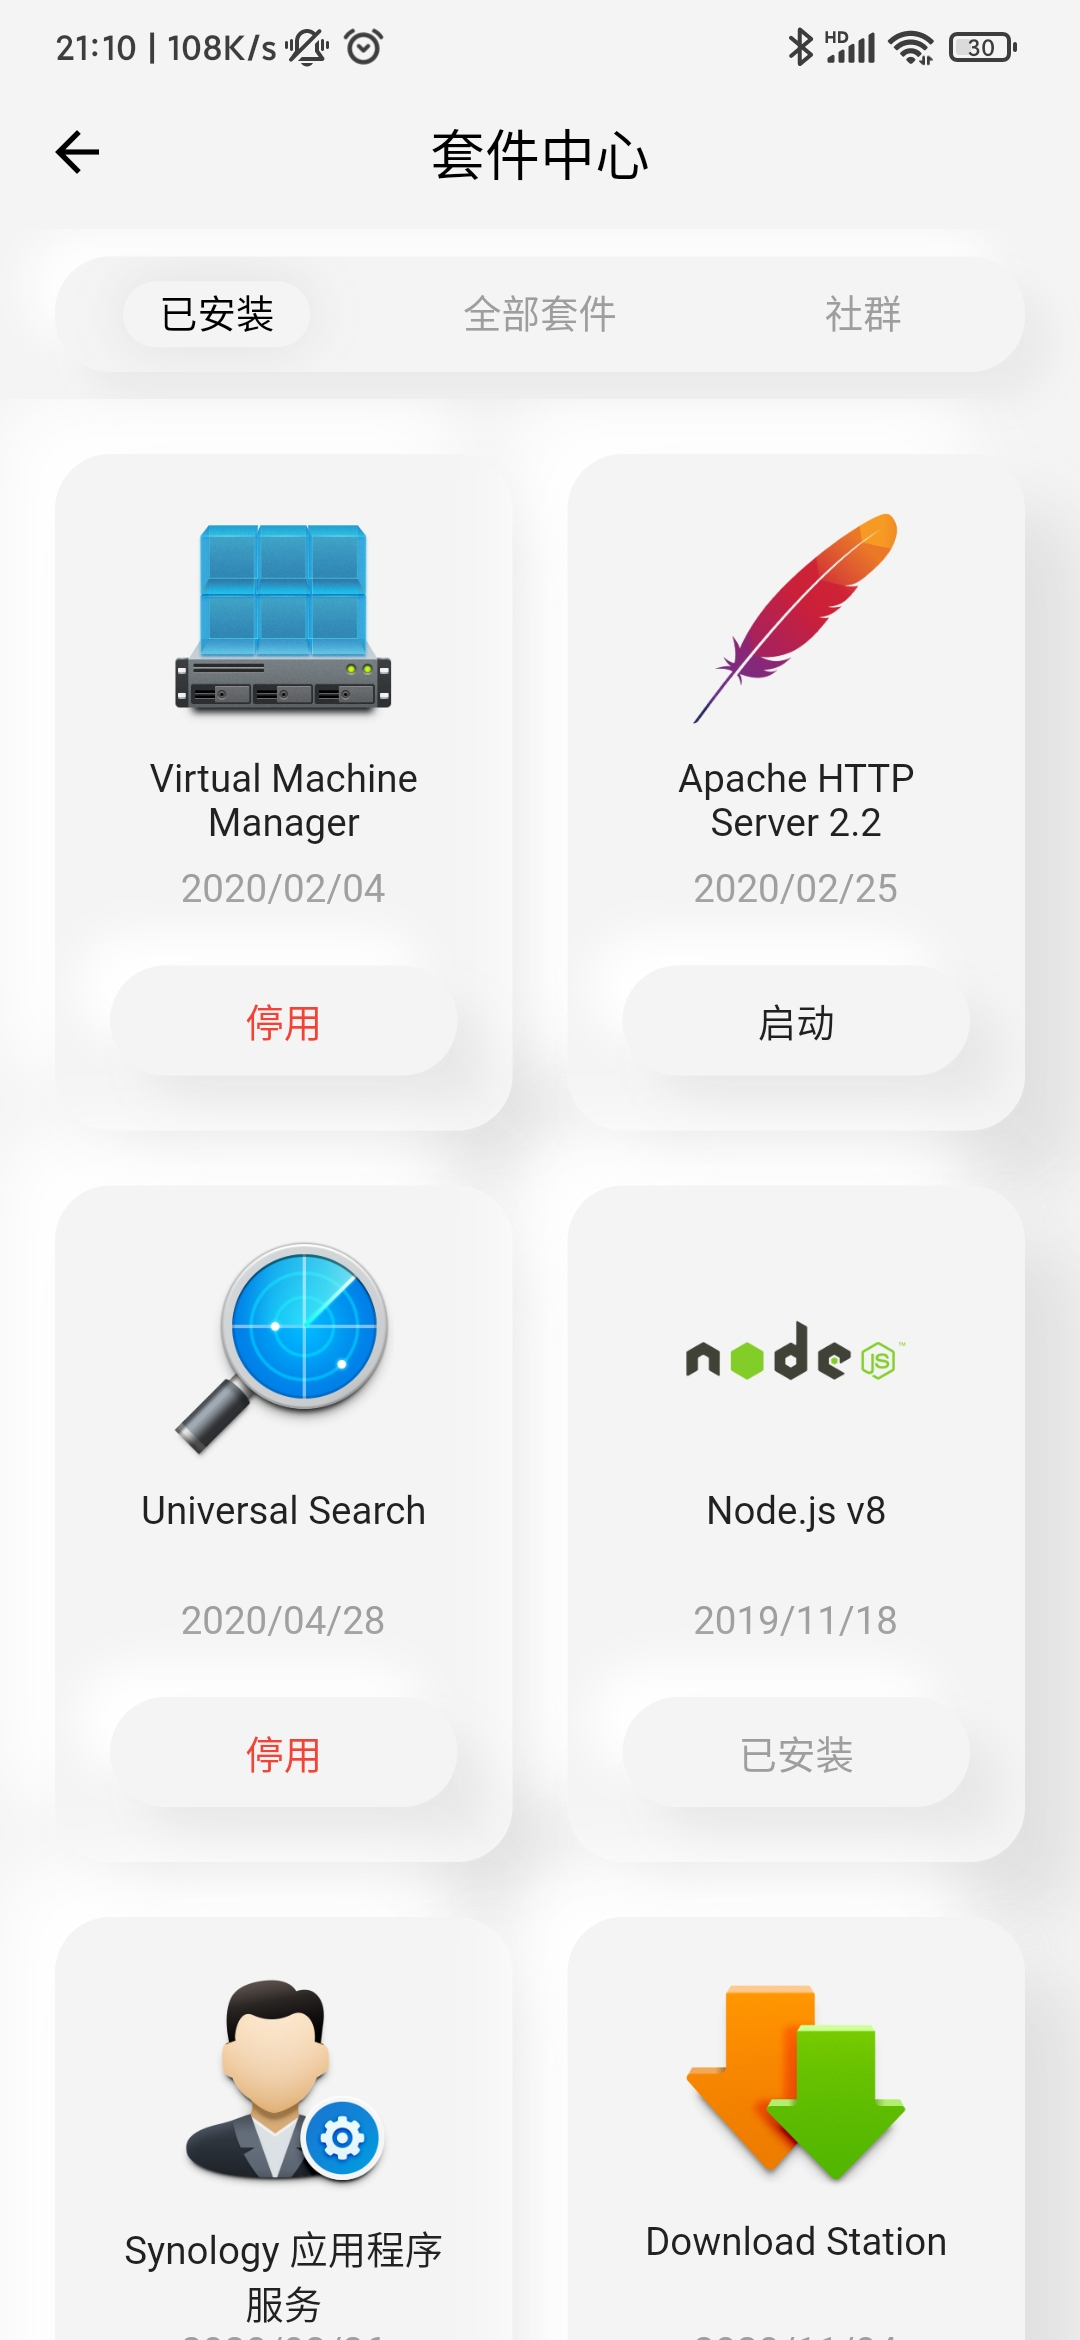 21:10 | 108K/s
HD
30
套件中心
已安装
全部套件
社群
Virtual Machine
Manager
2020/02/04
停用
Apache HTTP
Server 2.2
2020/02/25
启动
Universal Search
2020/04/28
停用
node JS™
Node.js v8
2019/11/18
已安装
Synology 应用程序
服务
Download Station